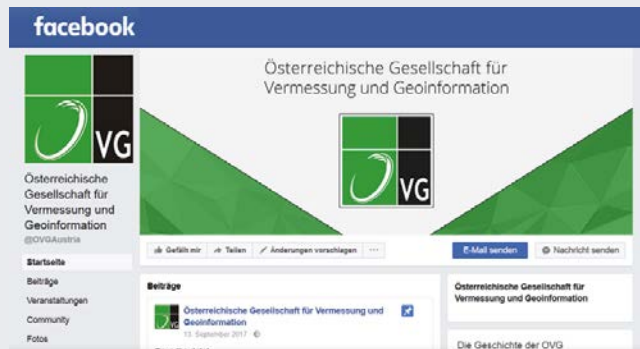 facebook
VG
Österreichische
Gesellschaft für
Vermessung und
Geoinformation
@OVGAustria
Startseite
Beiträge
Veranstaltungen
Community
Fotos
Österreichische Gesellschaft für
Vermessung und Geoinformation
VG
Gefällt mir Teilen Änderungen vorschlagen ...
E-Mail senden Nachricht senden
Beiträge
VG
Österreichische Gesellschaft für Vermessung und
Geoinformation
13. September 2017
Österreichische Gesellschaft für
Vermessung und Geoinformation
Die Geschichte der OVG